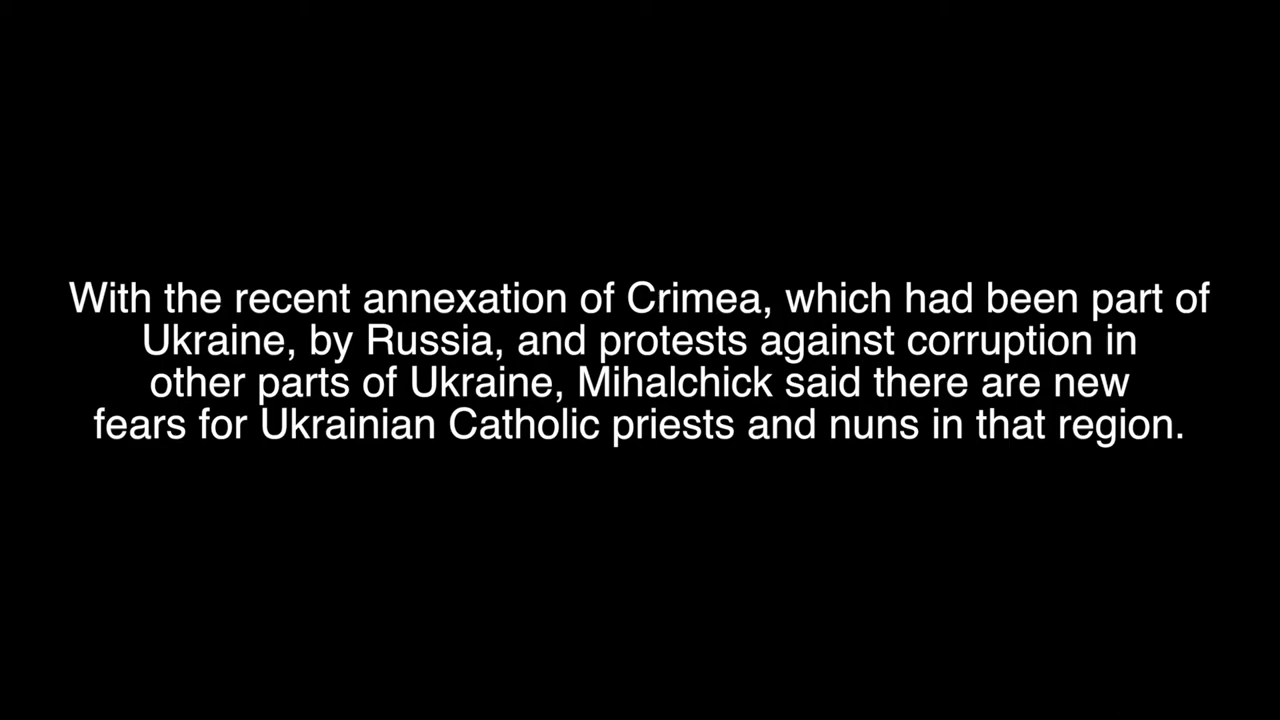 With the recent annexation of Crimea, which had been part of
Ukraine, by Russia, and protests against corruption in
other parts of Ukraine, Mihalchick said there are new
fears for Ukrainian Catholic priests and nuns in that region.